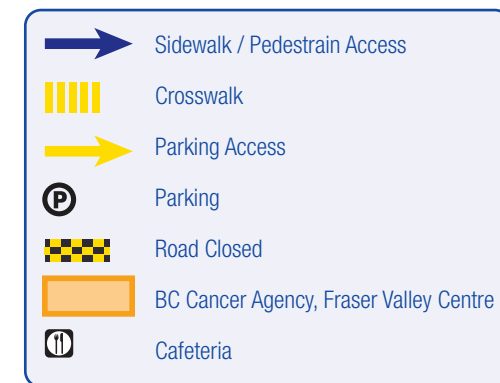 Sidewalk / Pedestrain Access
Crosswalk
Parking Access
P Parking
Road Closed
BC Cancer Agency, Fraser Valley Centre
Cafeteria